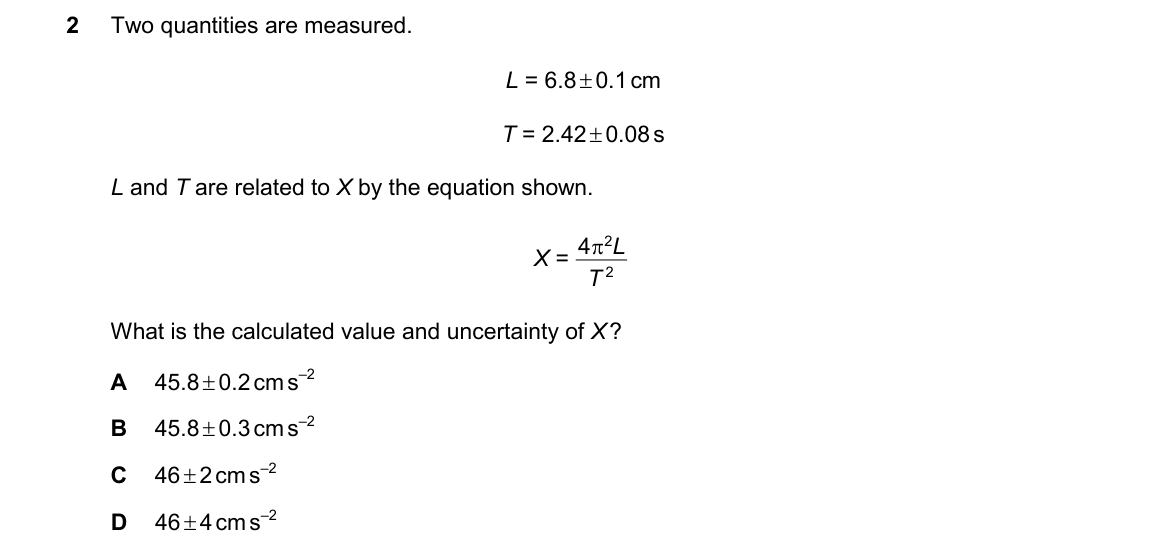 2 Two quantities are measured.
L = 6.8±0.1 cm
T = 2.42±0.08 s
L and T are related to X by the equation shown.
X = 4π²L / T²
What is the calculated value and uncertainty of X?
A 45.8±0.2 cm s⁻²
B 45.8±0.3 cm s⁻²
C 46±2 cm s⁻²
D 46±4 cm s⁻²